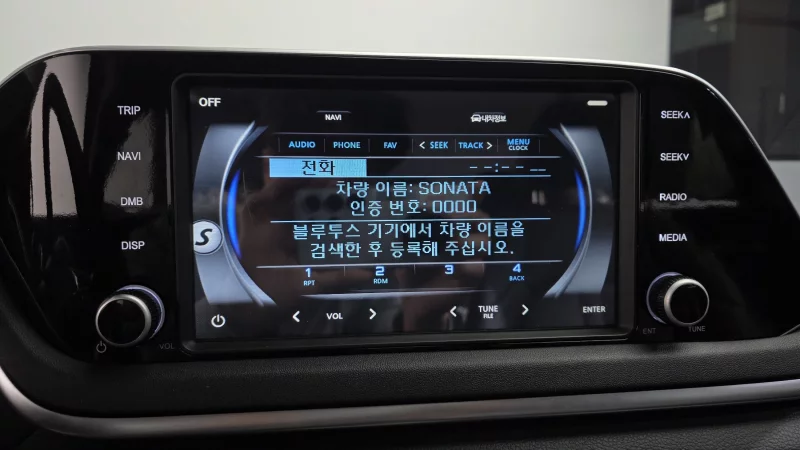 OFF
NAVI
내차정보
TRIP
NAVI
DMB
DISP
AUDIO PHONE FAV < SEEK TRACK > MENU
CLOCK
전화 --:-- --
차량 이름: SONATA
인증 번호: 0000
블루투스 기기에서 차량 이름을
검색한 후 등록해 주십시오.
S
1 2 3 4
RPT RDM BACK
< VOL > < TUNE > ENTER
FILE
SEEK∧
SEEK∨
RADIO
MEDIA
VOL
ENT TUNE